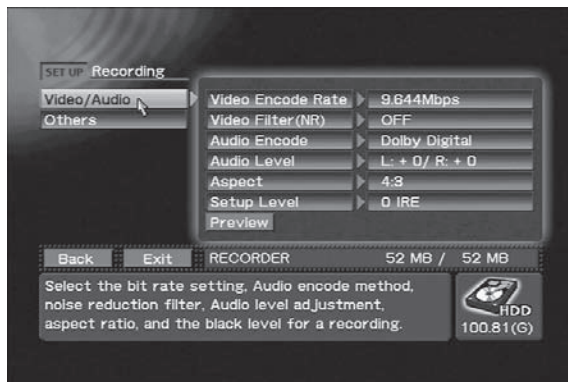 SET UP Recording
Video/Audio
Others
Video Encode Rate 9.644Mbps
Video Filter(NR) OFF
Audio Encode Dolby Digital
Audio Level L: + 0/ R: + 0
Aspect 4:3
Setup Level 0 IRE
Preview
Back Exit RECORDER 52 MB / 52 MB
Select the bit rate setting, Audio encode method,
noise reduction filter, Audio level adjustment,
aspect ratio, and the black level for a recording.
HDD
100.81(G)